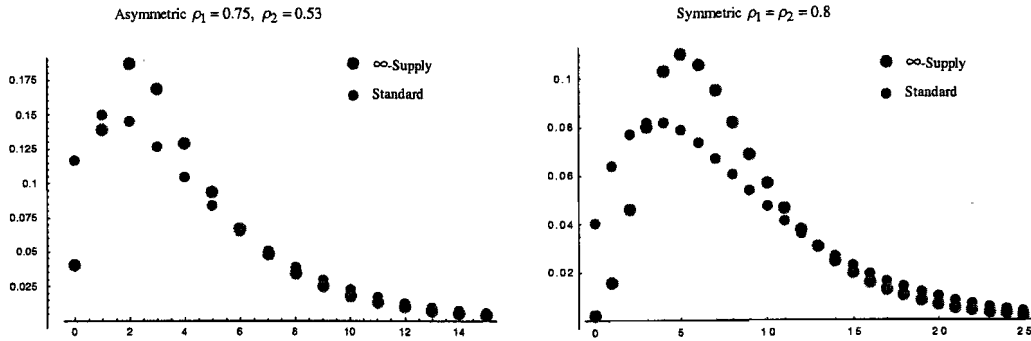 Asymmetric ρ1 = 0.75, ρ2 = 0.53
∞-Supply
Standard
0.175
0.15
0.125
0.1
0.075
0.05
0.025
0 2 4 6 8 10 12 14
Symmetric ρ1 = ρ2 = 0.8
∞-Supply
Standard
0.1
0.08
0.06
0.04
0.02
0 5 10 15 20 25